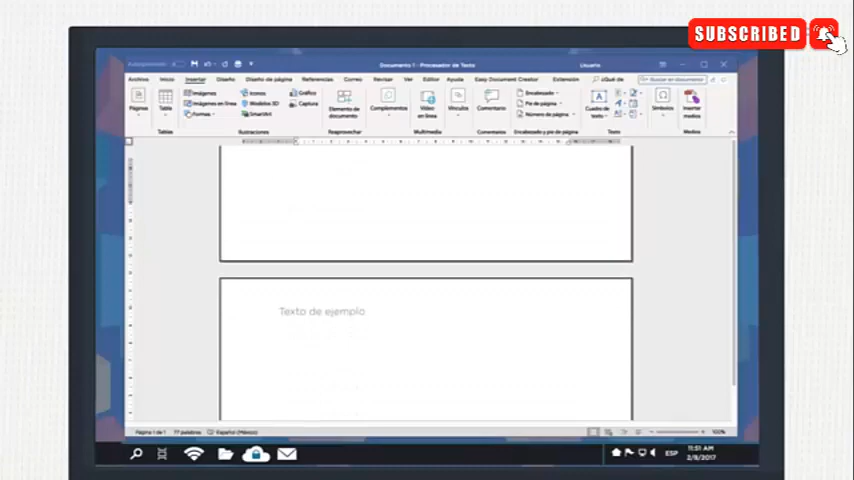 SUBSCRIBED
Documento 1 - Procesador de Texto
Usuario
Archivo Inicio Insertar Diseño Diseño de página Referencias Correo Revisar Ver Editor Ayuda Easy Document Creator Extensión ¿Qué de Buscar en documento
Páginas
Tabla
Imágenes
Imágenes en línea
Formas
Iconos
Modelos 3D
SmartArt
Gráfico
Captura
Elemento de documento
Complementos
Video en línea
Vínculos
Comentario
Encabezado
Pie de página
Número de página
Cuadro de texto
Símbolos
Insertar medios
Tablas Ilustraciones Reaprovechar Multimedia Comentarios Encabezado y pie de página Texto Medios
Texto de ejemplo
Página 1 de 1 77 palabras Español (México) 100%
11:51 AM
ESP
2/8/2017